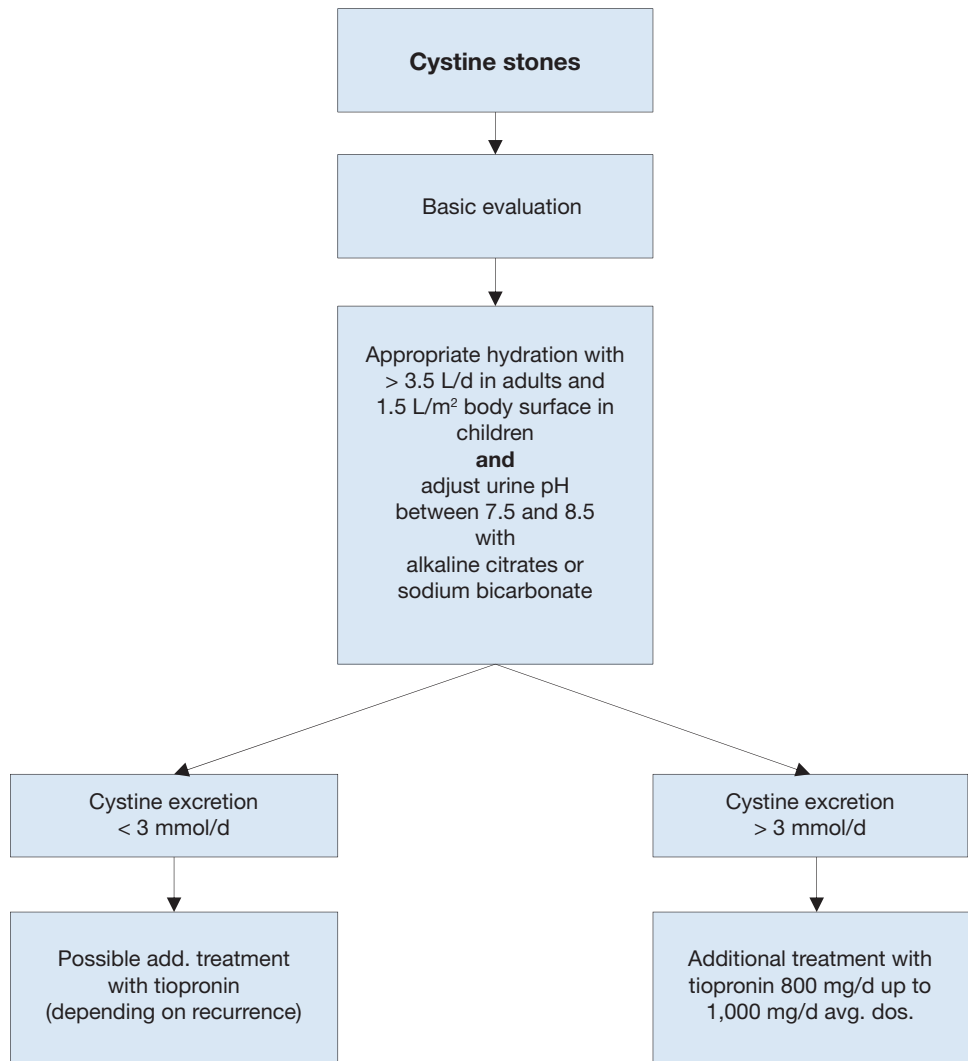 Cystine stones
Basic evaluation
Appropriate hydration with
> 3.5 L/d in adults and
1.5 L/m² body surface in
children
and
adjust urine pH
between 7.5 and 8.5
with
alkaline citrates or
sodium bicarbonate
Cystine excretion
< 3 mmol/d
Cystine excretion
> 3 mmol/d
Possible add. treatment
with tiopronin
(depending on recurrence)
Additional treatment with
tiopronin 800 mg/d up to
1,000 mg/d avg. dos.